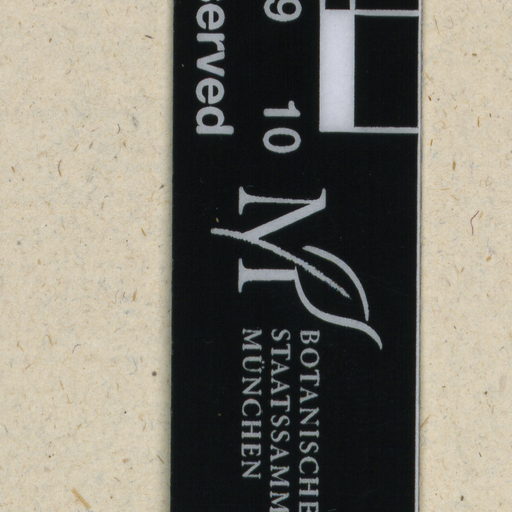 served
9 10
M
BOTANISCHE
STAATSSAMM
MÜNCHEN